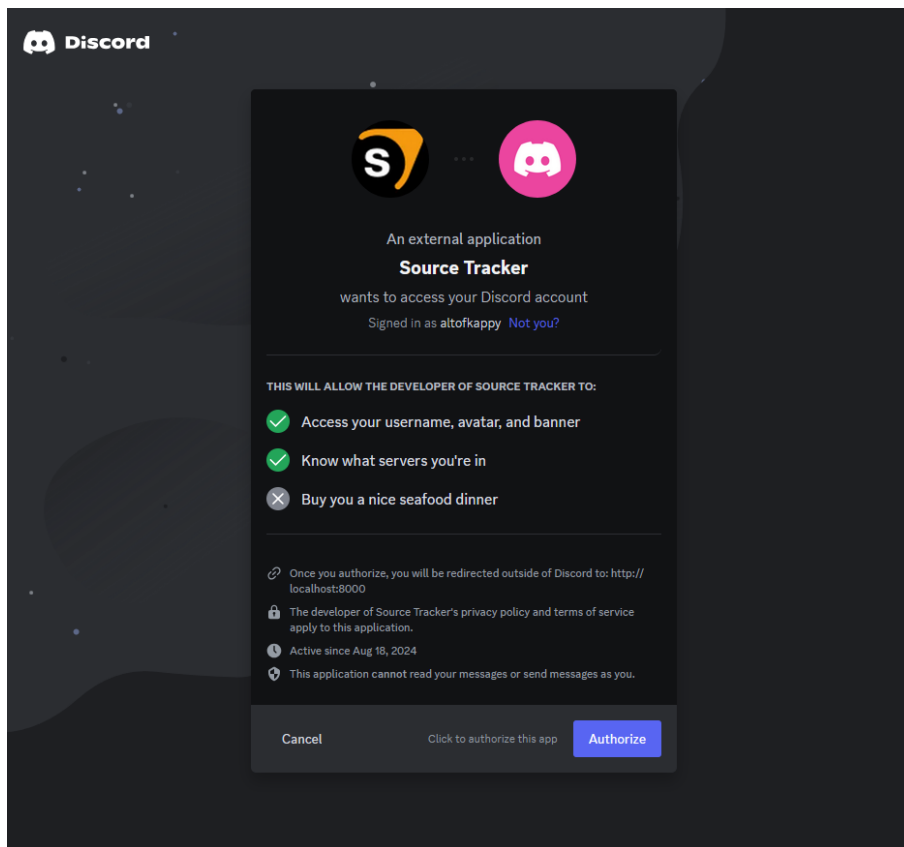 Discord
S
An external application
Source Tracker
wants to access your Discord account
Signed in as altofkappy Not you?
THIS WILL ALLOW THE DEVELOPER OF SOURCE TRACKER TO:
Access your username, avatar, and banner
Know what servers you're in
Buy you a nice seafood dinner
Once you authorize, you will be redirected outside of Discord to: http://
localhost:8000
The developer of Source Tracker's privacy policy and terms of service
apply to this application.
Active since Aug 18, 2024
This application cannot read your messages or send messages as you.
Cancel Click to authorize this app Authorize